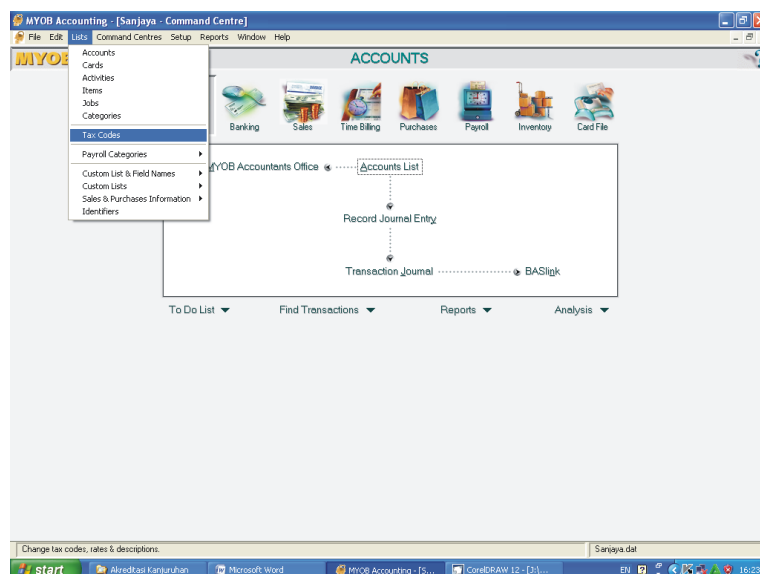 MYOB Accounting - [Sanjaya - Command Centre]
File Edit Lists Command Centres Setup Reports Window Help
MYOB
ACCOUNTS
Accounts
Cards
Activities
Items
Jobs
Categories
Tax Codes
Payroll Categories
Custom List & Field Names
Custom Lists
Sales & Purchases Information
Identifiers
Banking Sales Time Billing Purchases Payroll Inventory Card File
MYOB Accountants Office Accounts List
Record Journal Entry
Transaction Journal BASlink
To Do List Find Transactions Reports Analysis
Change tax codes, rates & descriptions. Sanjaya.dat
start Akreditasi Kanjuruhan Microsoft Word MYOB Accounting - [S... CorelDRAW 12 - [J:\... EN 16:23